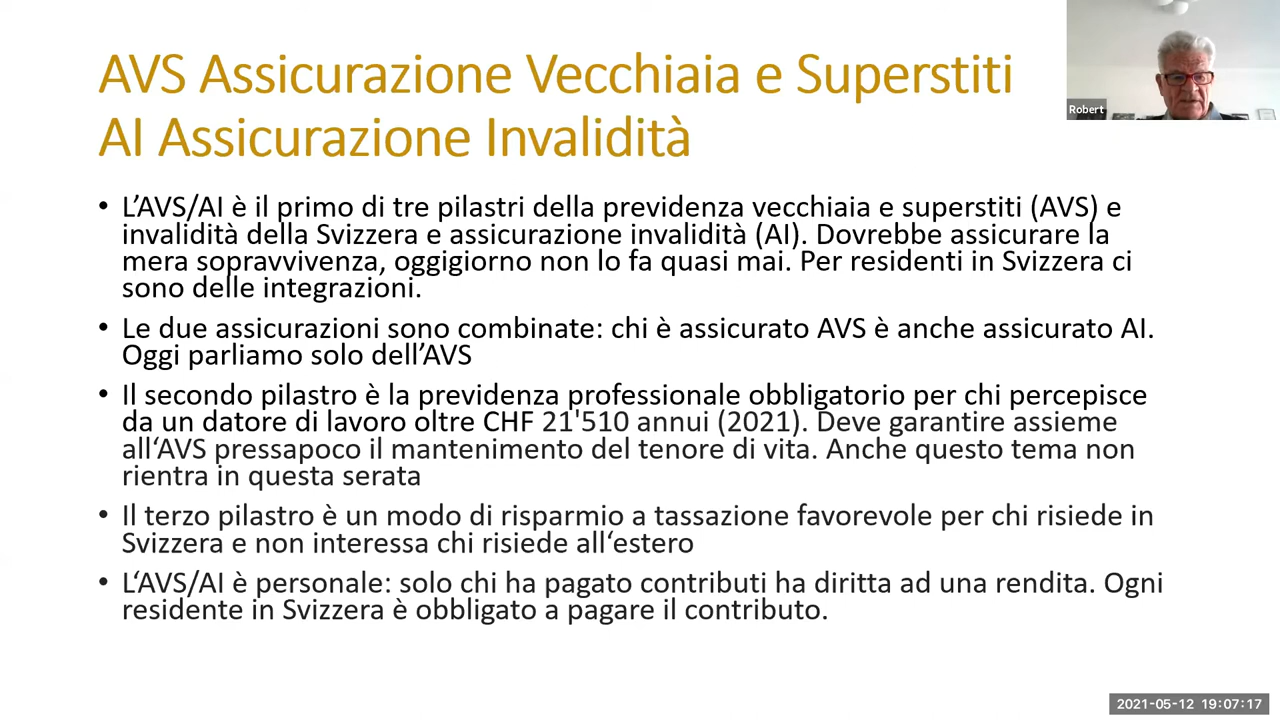 AVS Assicurazione Vecchiaia e Superstiti
AI Assicurazione Invalidità
Robert
• L’AVS/AI è il primo di tre pilastri della previdenza vecchiaia e superstiti (AVS) e
invalidità della Svizzera e assicurazione invalidità (AI). Dovrebbe assicurare la
mera sopravvivenza, oggigiorno non lo fa quasi mai. Per residenti in Svizzera ci
sono delle integrazioni.
• Le due assicurazioni sono combinate: chi è assicurato AVS è anche assicurato AI.
Oggi parliamo solo dell’AVS
• Il secondo pilastro è la previdenza professionale obbligatorio per chi percepisce
da un datore di lavoro oltre CHF 21'510 annui (2021). Deve garantire assieme
all‘AVS pressapoco il mantenimento del tenore di vita. Anche questo tema non
rientra in questa serata
• Il terzo pilastro è un modo di risparmio a tassazione favorevole per chi risiede in
Svizzera e non interessa chi risiede all‘estero
• L‘AVS/AI è personale: solo chi ha pagato contributi ha diritta ad una rendita. Ogni
residente in Svizzera è obbligato a pagare il contributo.
2021-05-12 19:07:17